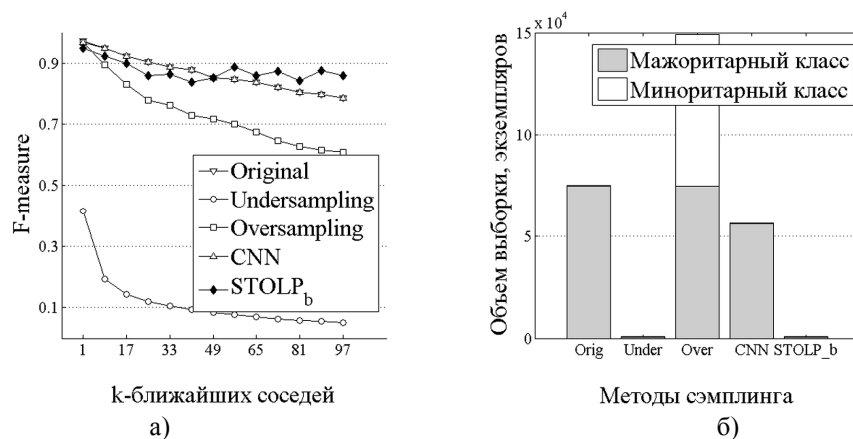 0.9
0.7
0.5
0.3
0.1
F-measure
Original
Undersampling
Oversampling
CNN
STOLP_b
1 17 33 49 65 81 97
k-ближайших соседей
а)
15 x 10^4
10
5
0
Объем выборки, экземпляров
Мажоритарный класс
Миноритарный класс
Orig Under Over CNN STOLP_b
Методы сэмплинга
б)